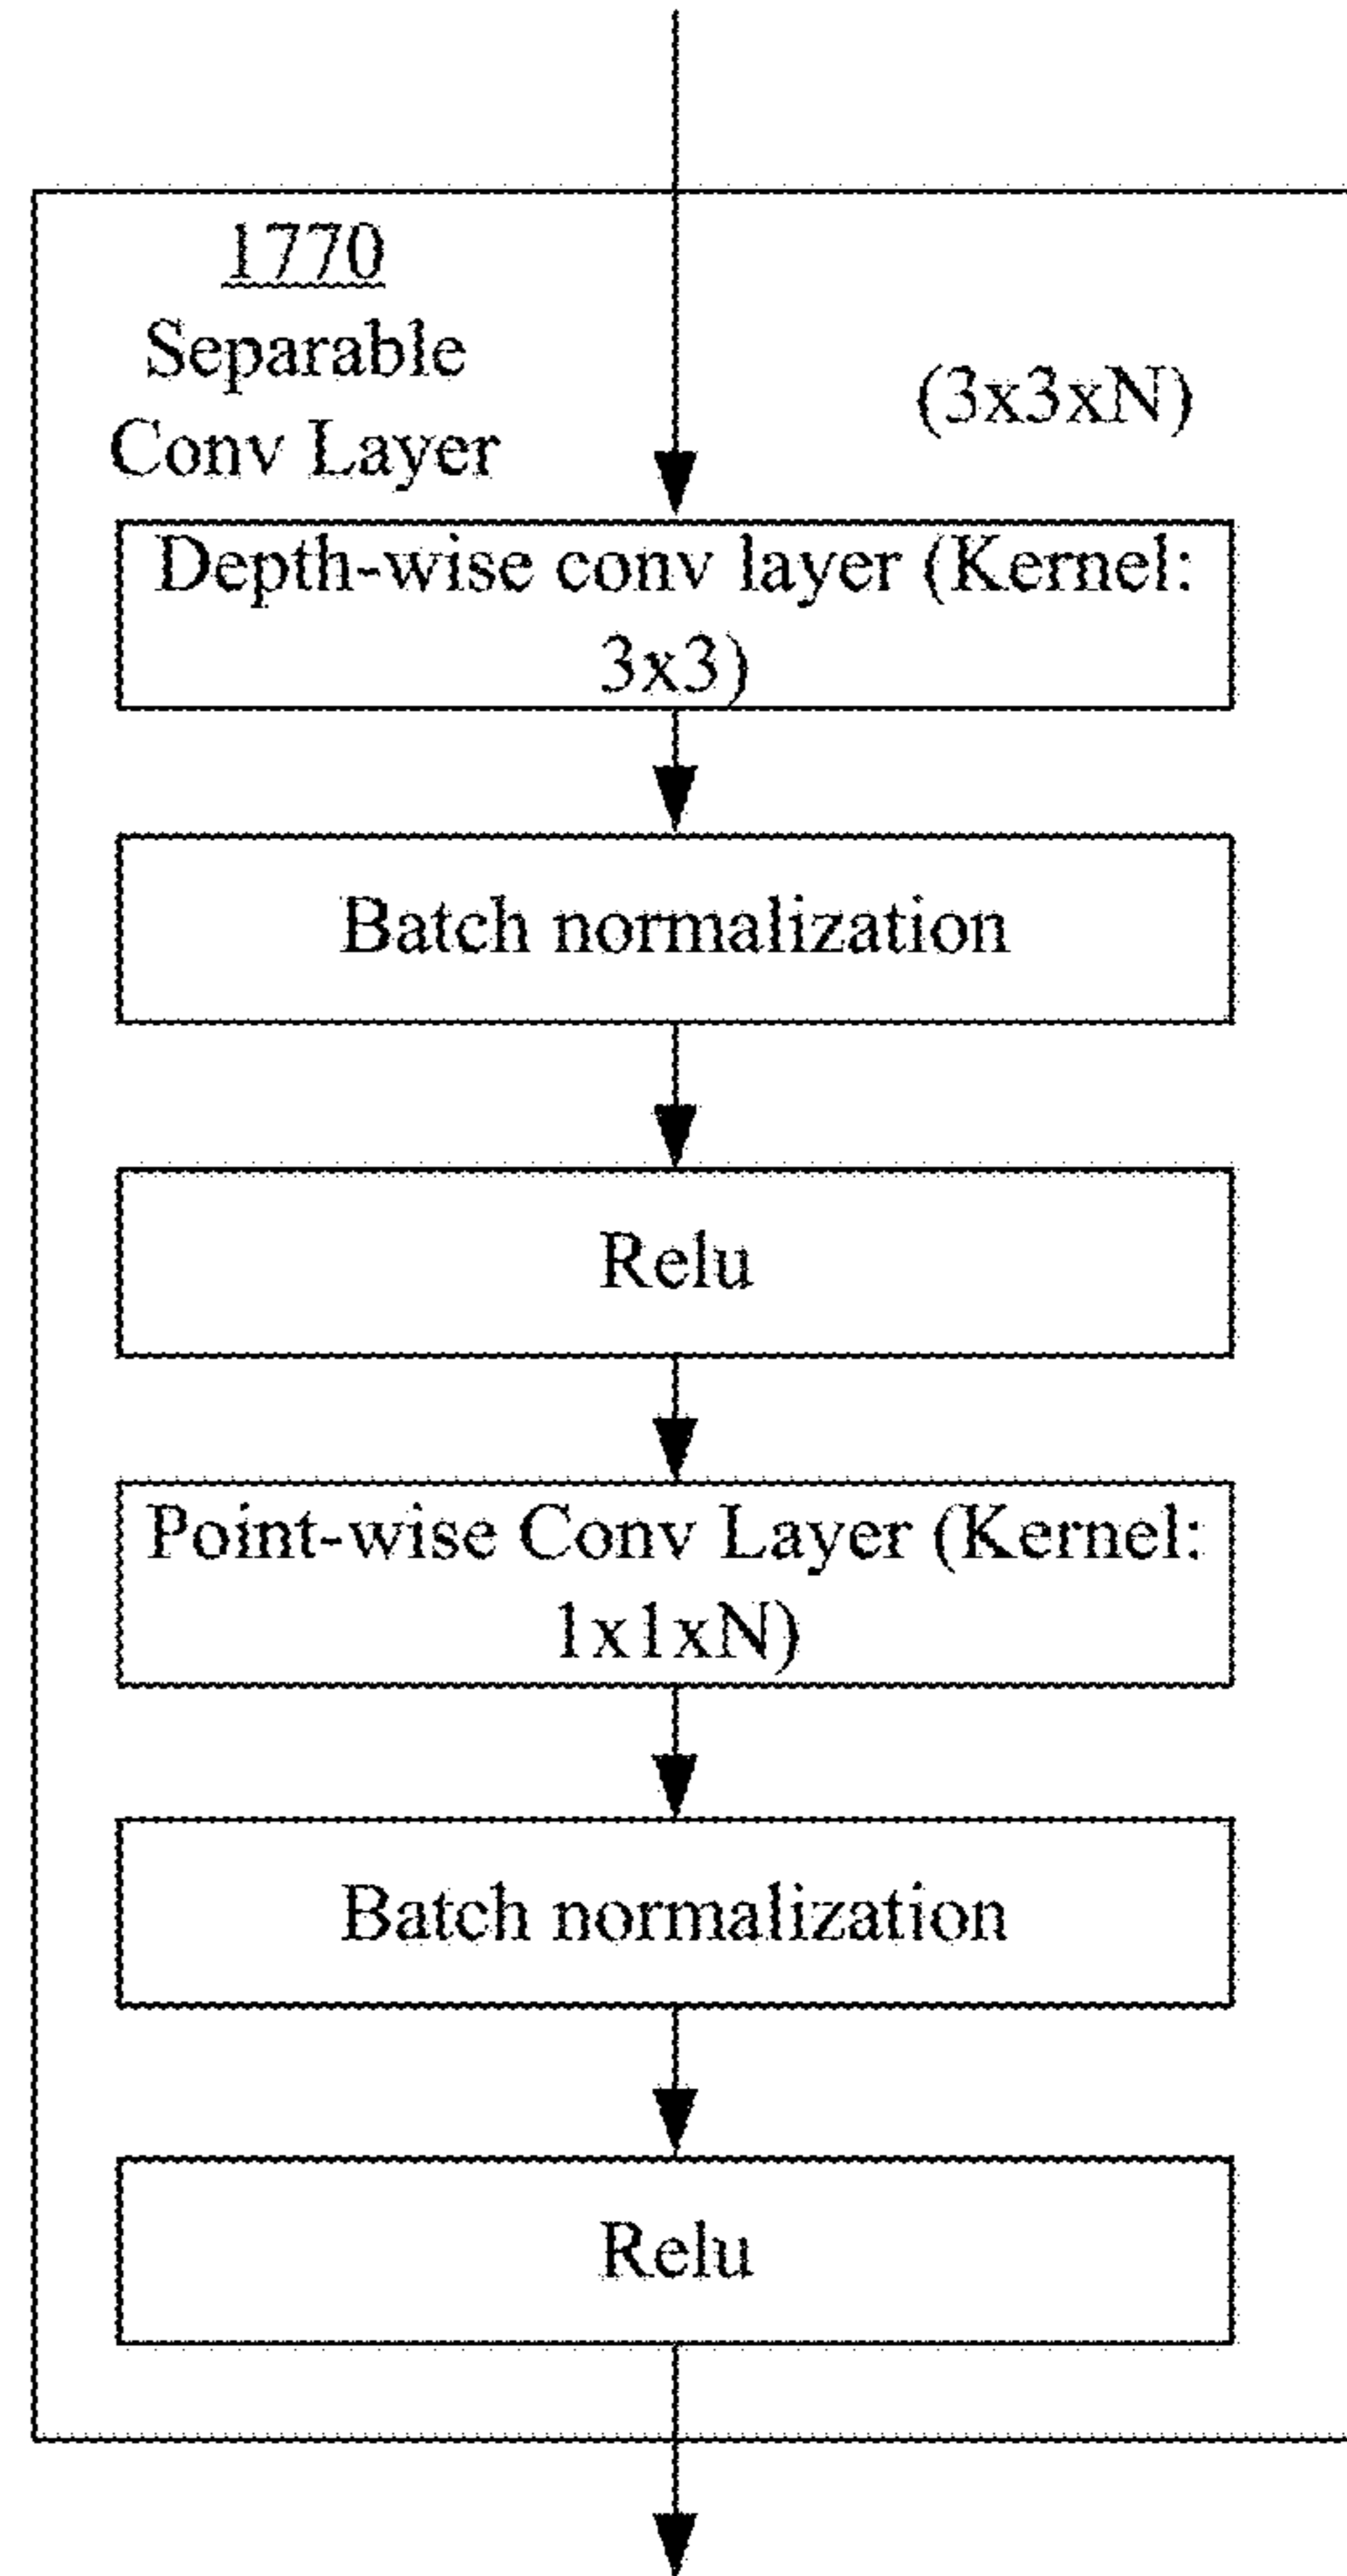 1770
Separable
Conv Layer
(3x3xN)
Depth-wise conv layer (Kernel:
3x3)
Batch normalization
Relu
Point-wise Conv Layer (Kernel:
1x1xN)
Batch normalization
Relu